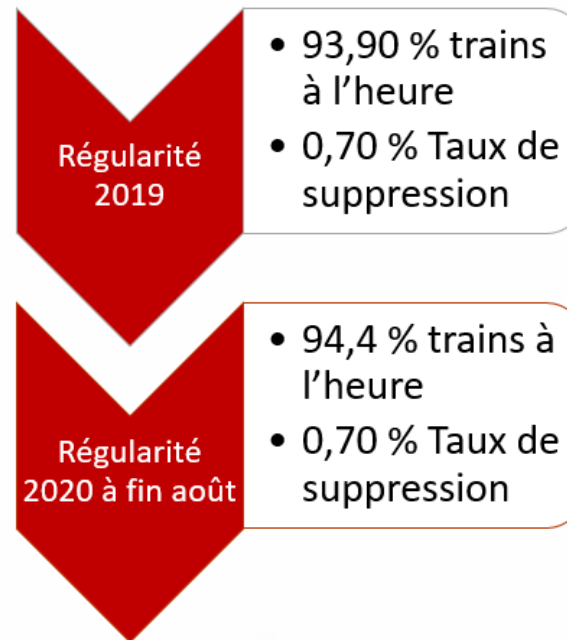 Régularité
2019
• 93,90 % trains
à l’heure
• 0,70 % Taux de
suppression
Régularité
2020 à fin août
• 94,4 % trains à
l’heure
• 0,70 % Taux de
suppression